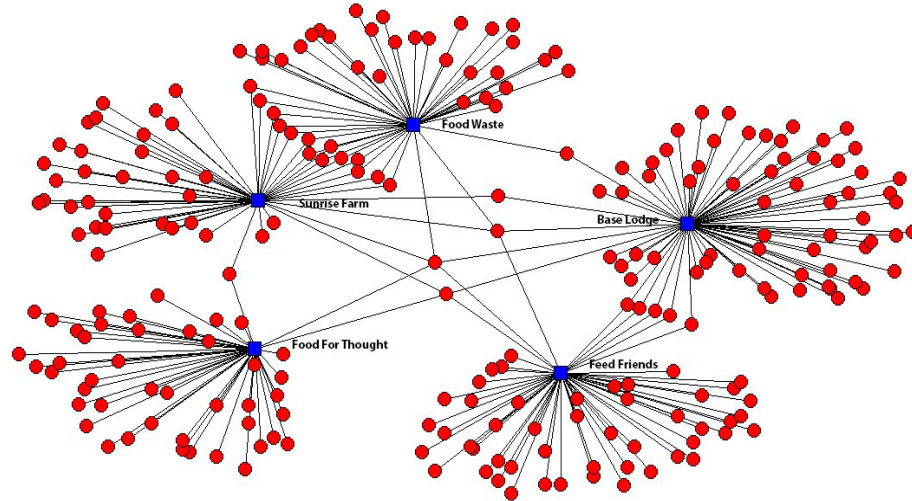 Food Waste
Sunrise Farm
Base Lodge
Food For Thought
Feed Friends